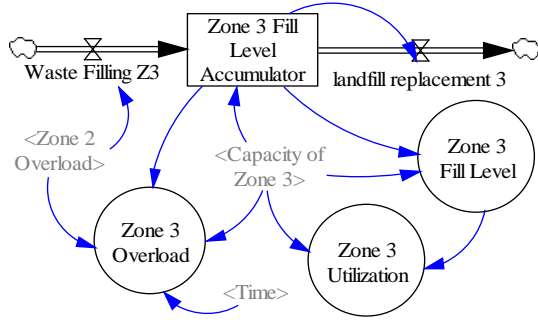 Zone 3 Fill
Level
Accumulator
Waste Filling Z3
landfill replacement 3
<Zone 2
Overload>
<Capacity of
Zone 3>
Zone 3
Fill Level
Zone 3
Overload
Zone 3
Utilization
<Time>